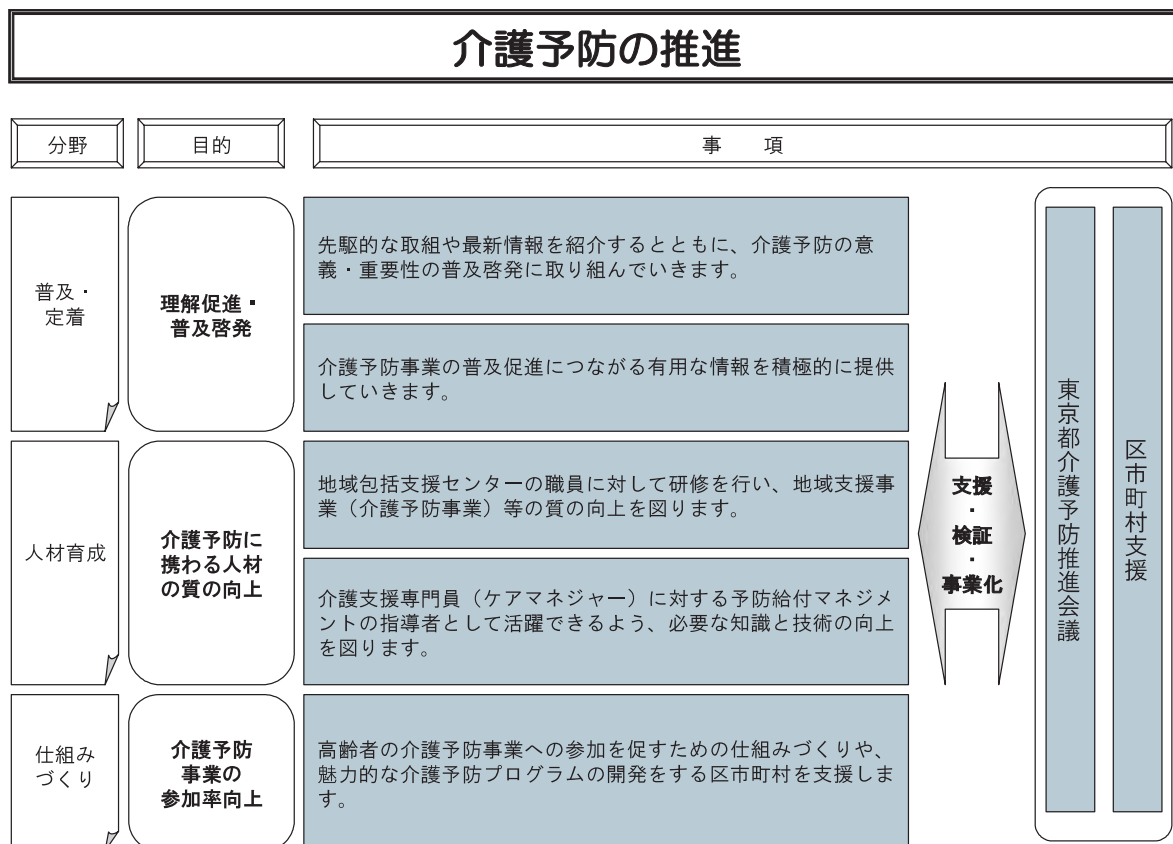 介護予防の推進
分野
目的
事　項
普及・
定着
理解促進・
普及啓発
先駆的な取組や最新情報を紹介するとともに、介護予防の意
義・重要性の普及啓発に取り組んでいきます。
介護予防事業の普及促進につながる有用な情報を積極的に提供
していきます。
人材育成
介護予防に
携わる人材
の質の向上
地域包括支援センターの職員に対して研修を行い、地域支援事
業（介護予防事業）等の質の向上を図ります。
介護支援専門員（ケアマネジャー）に対する予防給付マネジメ
ントの指導者として活躍できるよう、必要な知識と技術の向上
を図ります。
仕組み
づくり
介護予防
事業の
参加率向上
高齢者の介護予防事業への参加を促すための仕組みづくりや、
魅力的な介護予防プログラムの開発をする区市町村を支援しま
す。
支援
・
検証
・
事業化
東京都介護予防推進会議
区市町村支援